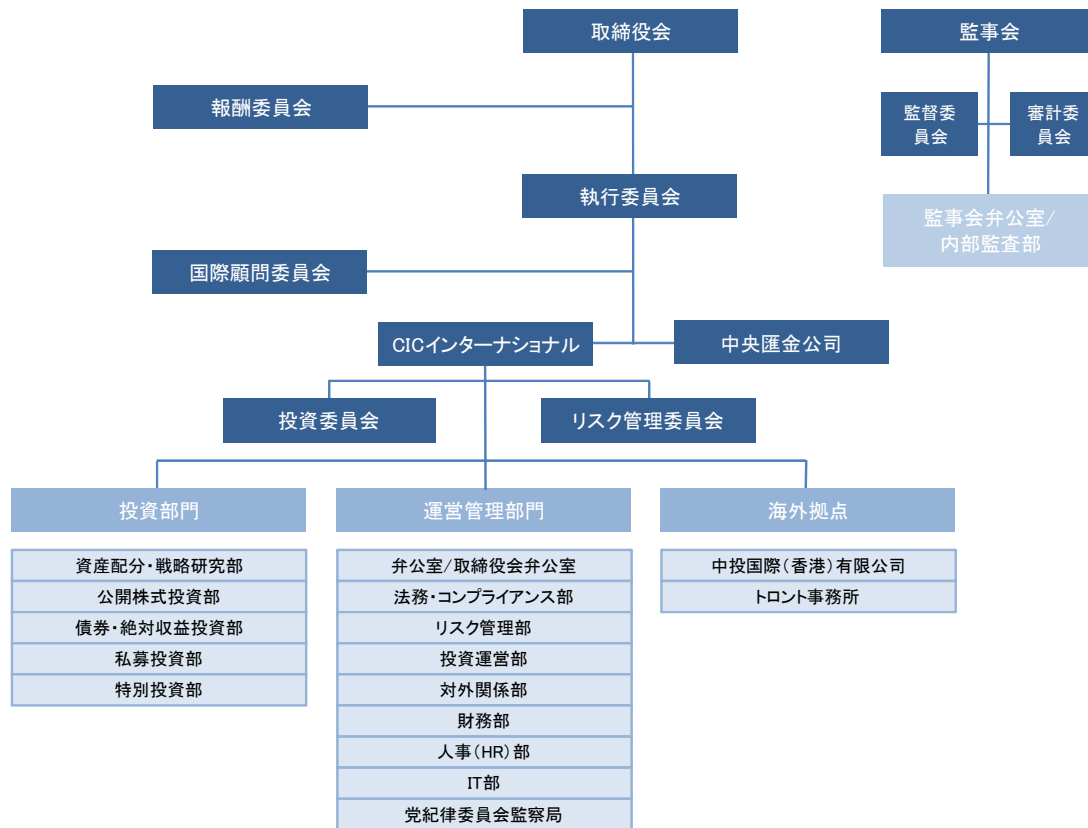 取締役会
監事会
報酬委員会
監督委
員会
審計委
員会
執行委員会
監事会弁公室/
内部監査部
国際顧問委員会
CICインターナショナル
中央匯金公司
投資委員会
リスク管理委員会
投資部門
運営管理部門
海外拠点
資産配分・戦略研究部
公開株式投資部
債券・絶対収益投資部
私募投資部
特別投資部
弁公室/取締役会弁公室
法務・コンプライアンス部
リスク管理部
投資運営部
対外関係部
財務部
人事(HR)部
IT部
党紀律委員会監察局
中投国際(香港)有限公司
トロント事務所